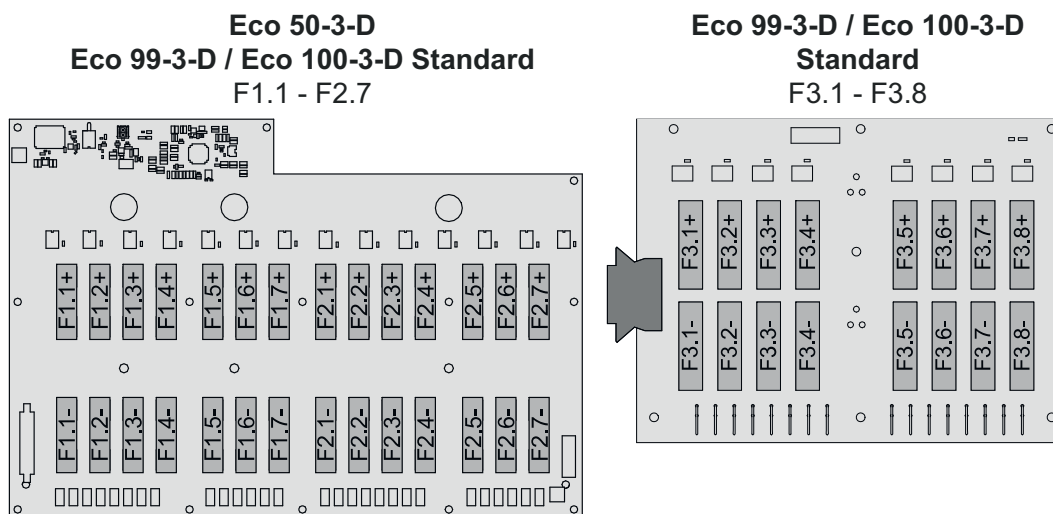 Eco 50-3-D
Eco 99-3-D / Eco 100-3-D Standard
F1.1 - F2.7
F1.1+ F1.2+ F1.3+ F1.4+ F1.5+ F1.6+ F1.7+ F2.1+ F2.2+ F2.3+ F2.4+ F2.5+ F2.6+ F2.7+
F1.1- F1.2- F1.3- F1.4- F1.5- F1.6- F1.7- F2.1- F2.2- F2.3- F2.4- F2.5- F2.6- F2.7-
Eco 99-3-D / Eco 100-3-D
Standard
F3.1 - F3.8
F3.1+ F3.2+ F3.3+ F3.4+ F3.5+ F3.6+ F3.7+ F3.8+
F3.1- F3.2- F3.3- F3.4- F3.5- F3.6- F3.7- F3.8-